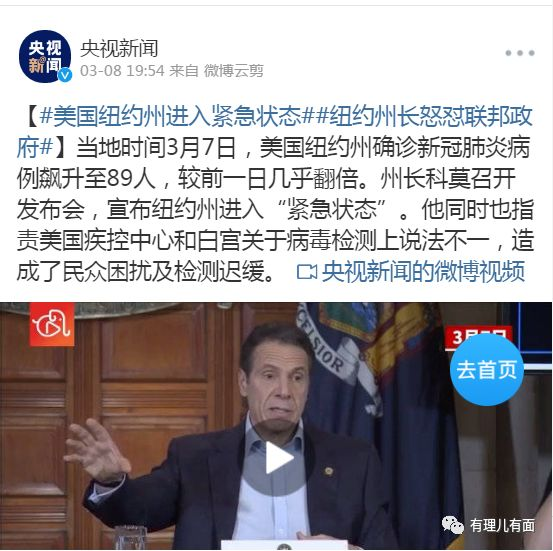 央视新闻
央视
新闻
03-08 19:54 来自 微博云剪
【#美国纽约州进入紧急状态##纽约州长怒怼联邦政
府#】当地时间3月7日，美国纽约州确诊新冠肺炎病
例飙升至89人，较前一日几乎翻倍。州长科莫召开
发布会，宣布纽约州进入“紧急状态”。他同时也指
责美国疾控中心和白宫关于病毒检测上说法不一，造
成了民众困扰及检测迟缓。 央视新闻的微博视频
EXCELSIOR
去首页
有理儿有面